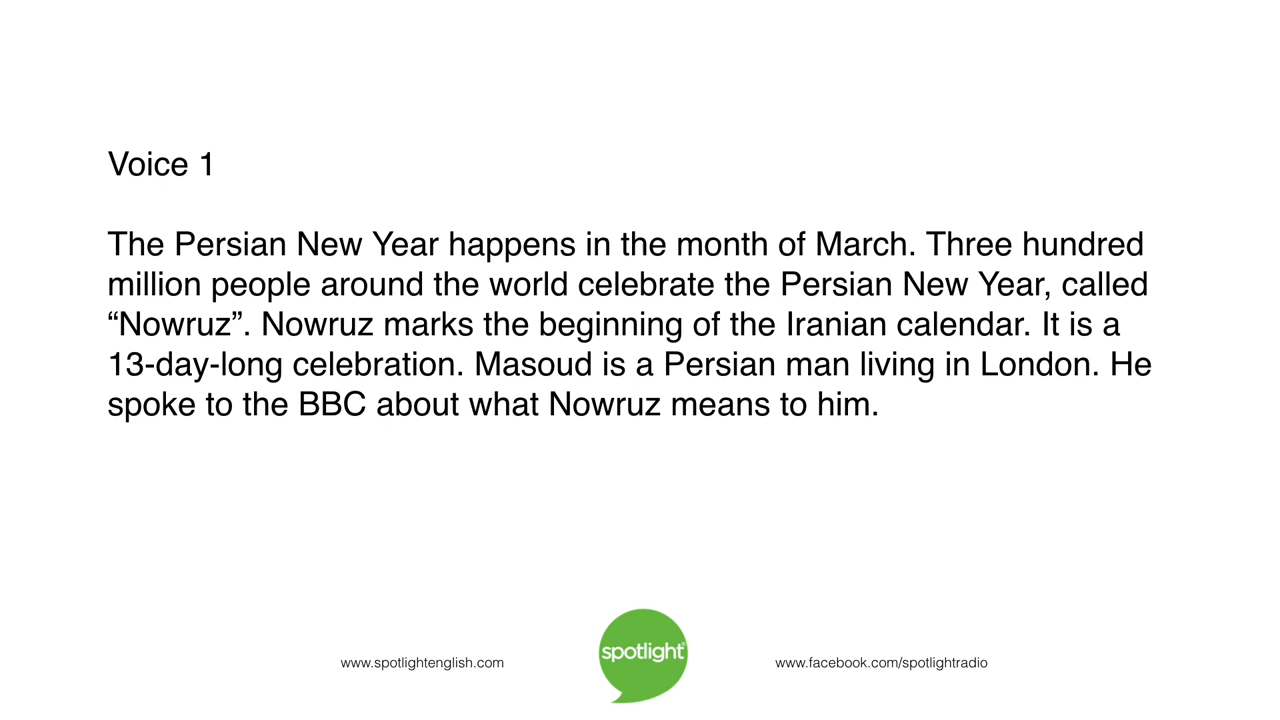 Voice 1
The Persian New Year happens in the month of March. Three hundred
million people around the world celebrate the Persian New Year, called
“Nowruz”. Nowruz marks the beginning of the Iranian calendar. It is a
13-day-long celebration. Masoud is a Persian man living in London. He
spoke to the BBC about what Nowruz means to him.
www.spotlightenglish.com
spotlight®
www.facebook.com/spotlightradio